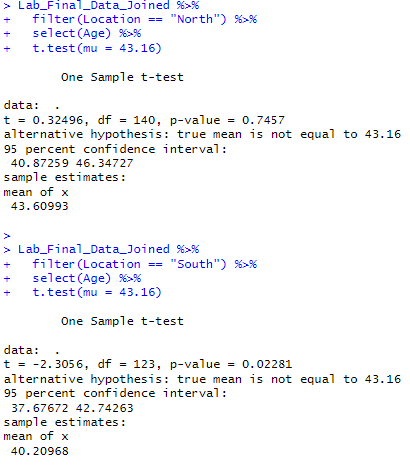 > Lab_Final_Data_Joined %>%
+   filter(Location == "North") %>%
+   select(Age) %>%
+   t.test(mu = 43.16)
One Sample t-test
data:  .
t = 0.32496, df = 140, p-value = 0.7457
alternative hypothesis: true mean is not equal to 43.16
95 percent confidence interval:
40.87259 46.34727
sample estimates:
mean of x
43.60993
>
> Lab_Final_Data_Joined %>%
+   filter(Location == "South") %>%
+   select(Age) %>%
+   t.test(mu = 43.16)
One Sample t-test
data:  .
t = -2.3056, df = 123, p-value = 0.02281
alternative hypothesis: true mean is not equal to 43.16
95 percent confidence interval:
37.67672 42.74263
sample estimates:
mean of x
40.20968